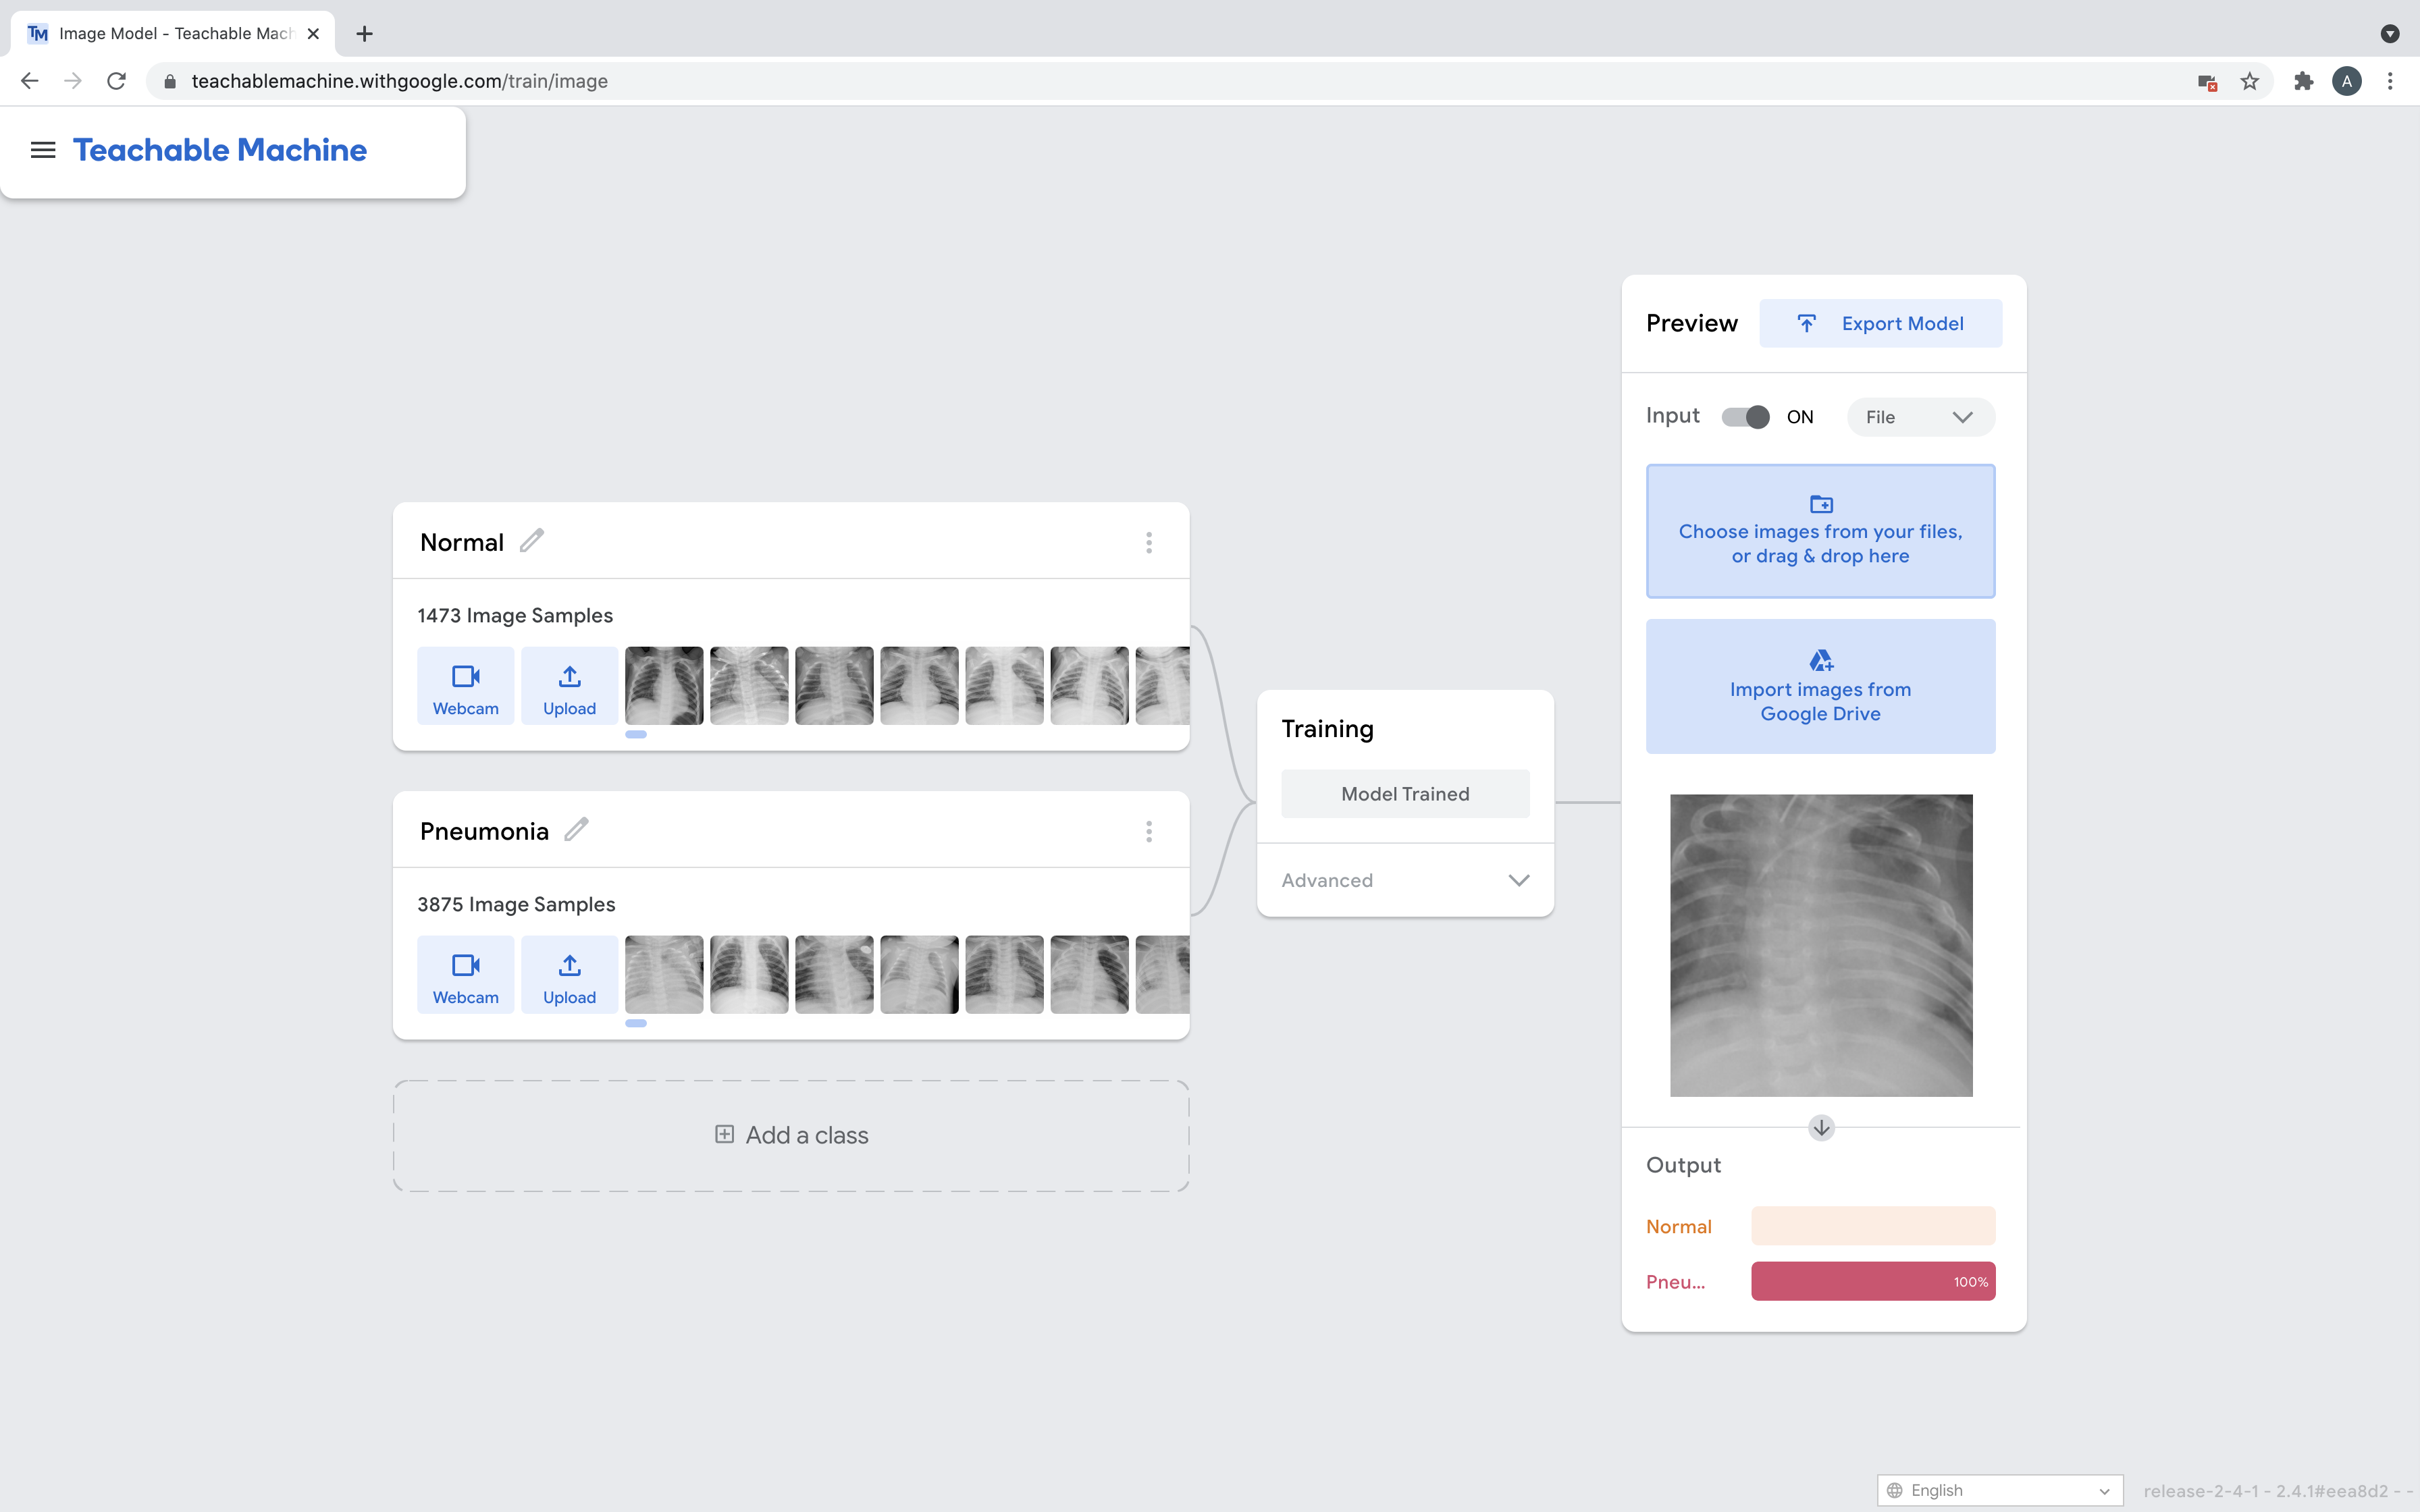 Image Model - Teachable Mach
teachablemachine.withgoogle.com/train/image
A
Teachable Machine
Normal
1473 Image Samples
Webcam
Upload
Pneumonia
3875 Image Samples
Webcam
Upload
Add a class
Training
Model Trained
Advanced
Preview
Export Model
Input
ON
File
Choose images from your files,
or drag & drop here
Import images from
Google Drive
Output
Normal
Pneu...
100%
English
release-2-4-1 - 2.4.1#eea8d2 - -